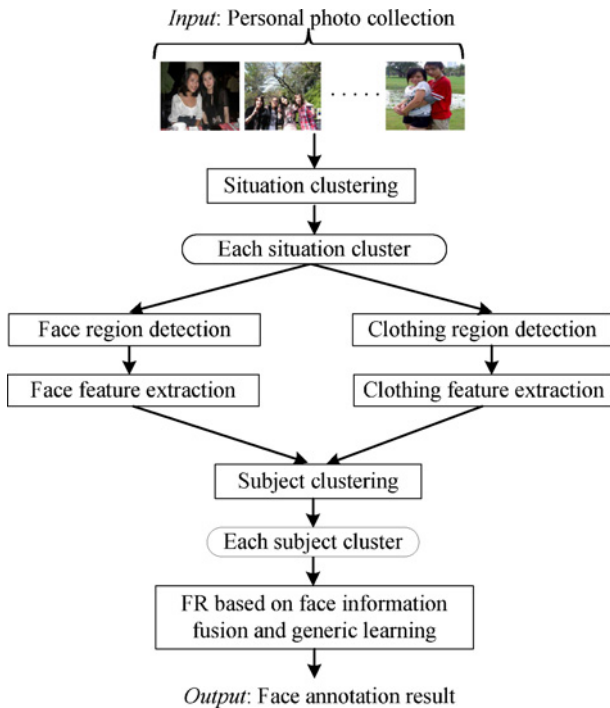 Input: Personal photo collection
. . . . .
Situation clustering
Each situation cluster
Face region detection
Clothing region detection
Face feature extraction
Clothing feature extraction
Subject clustering
Each subject cluster
FR based on face information
fusion and generic learning
Output: Face annotation result